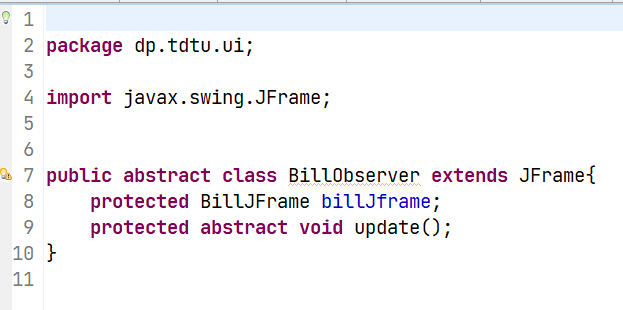 1
2 package dp.tdtu.ui;
3
4 import javax.swing.JFrame;
5
6
7 public abstract class BillObserver extends JFrame{
8     protected BillJFrame billJframe;
9     protected abstract void update();
10 }
11